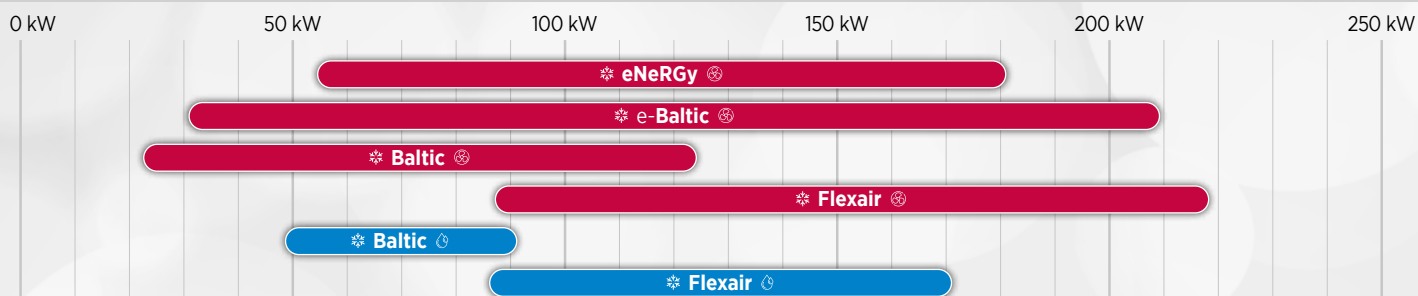 0 kW 50 kW 100 kW 150 kW 200 kW 250 kW
eNeRGy
e-Baltic
Baltic
Flexair
Baltic
Flexair